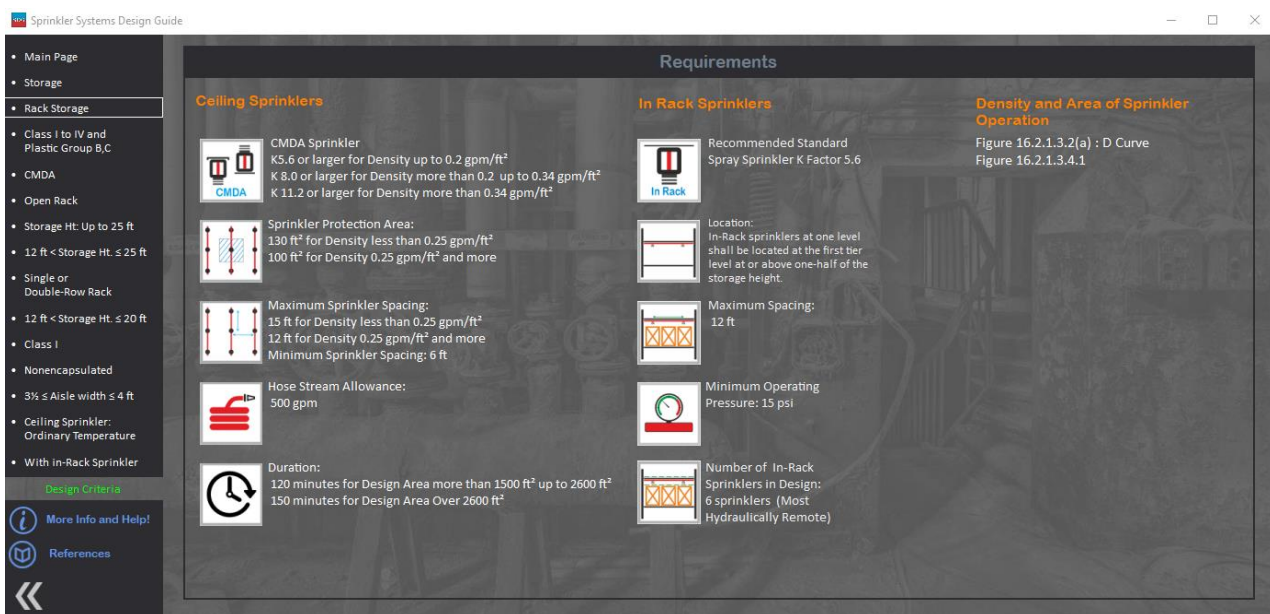 SDG
Sprinkler Systems Design Guide
Main Page
Storage
Rack Storage
Class I to IV and
Plastic Group B,C
CMDA
Open Rack
Storage Ht: Up to 25 ft
12 ft < Storage Ht. ≤ 25 ft
Single or
Double-Row Rack
12 ft < Storage Ht. ≤ 20 ft
Class I
Nonencapsulated
3½ ≤ Aisle width ≤ 4 ft
Ceiling Sprinkler:
Ordinary Temperature
With in-Rack Sprinkler
Design Criteria
More Info and Help!
References
Requirements
Ceiling Sprinklers
CMDA
CMDA Sprinkler
K5.6 or larger for Density up to 0.2 gpm/ft²
K 8.0 or larger for Density more than 0.2 up to 0.34 gpm/ft²
K 11.2 or larger for Density more than 0.34 gpm/ft²
Sprinkler Protection Area:
130 ft² for Density less than 0.25 gpm/ft²
100 ft² for Density 0.25 gpm/ft² and more
Maximum Sprinkler Spacing:
15 ft for Density less than 0.25 gpm/ft²
12 ft for Density 0.25 gpm/ft² and more
Minimum Sprinkler Spacing: 6 ft
Hose Stream Allowance:
500 gpm
Duration:
120 minutes for Design Area more than 1500 ft² up to 2600 ft²
150 minutes for Design Area Over 2600 ft²
In Rack Sprinklers
In Rack
Recommended Standard
Spray Sprinkler K Factor 5.6
Location:
In-Rack sprinklers at one level
shall be located at the first tier
level at or above one-half of the
storage height.
Maximum Spacing:
12 ft
Minimum Operating
Pressure: 15 psi
Number of In-Rack
Sprinklers in Design:
6 sprinklers (Most
Hydraulically Remote)
Density and Area of Sprinkler
Operation
Figure 16.2.1.3.2(a) : D Curve
Figure 16.2.1.3.4.1